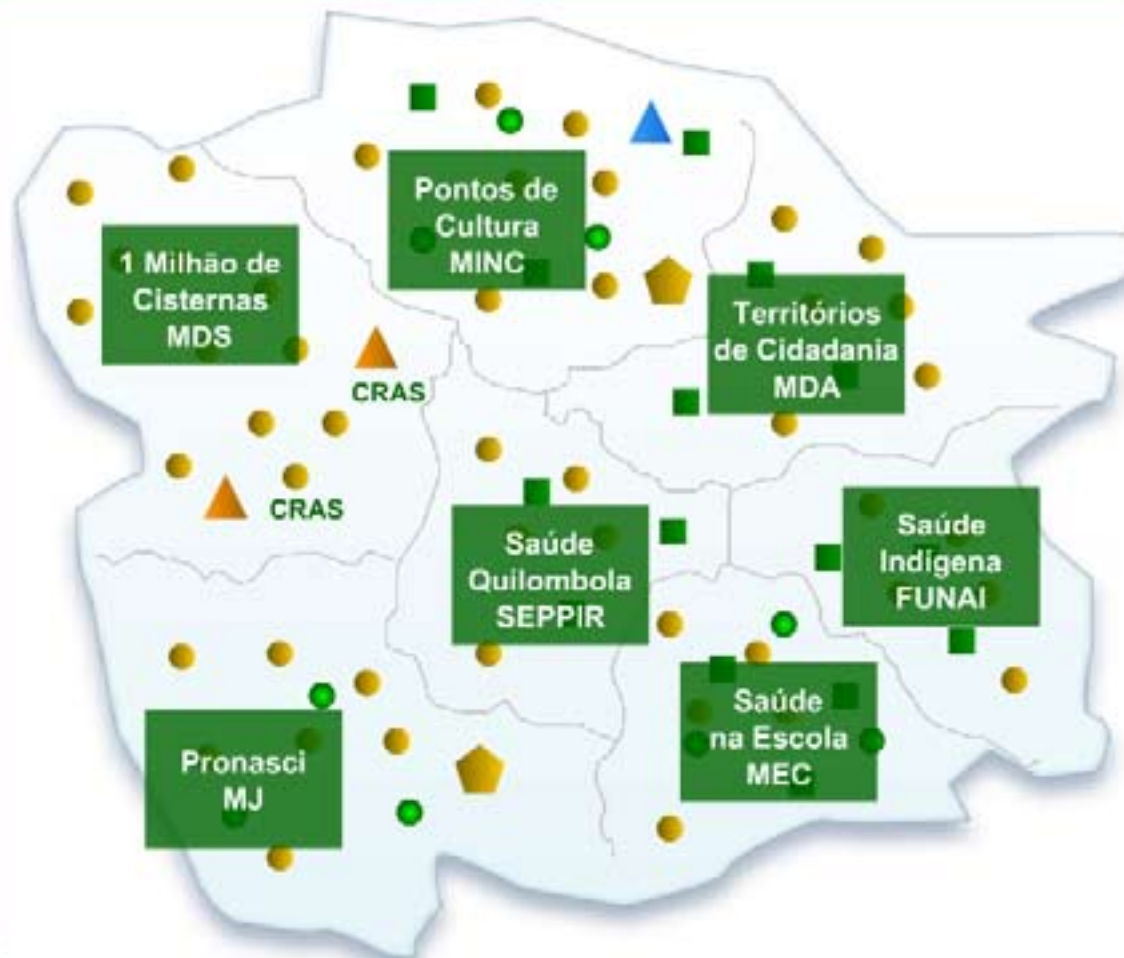 Pontos de
Cultura
MINC
1 Milhão de
Cisternas
MDS
Territórios
de Cidadania
MDA
CRAS
CRAS
Saúde
Quilombola
SEPPIR
Saúde
Indígena
FUNAI
Saúde
na Escola
MEC
Pronasci
MJ